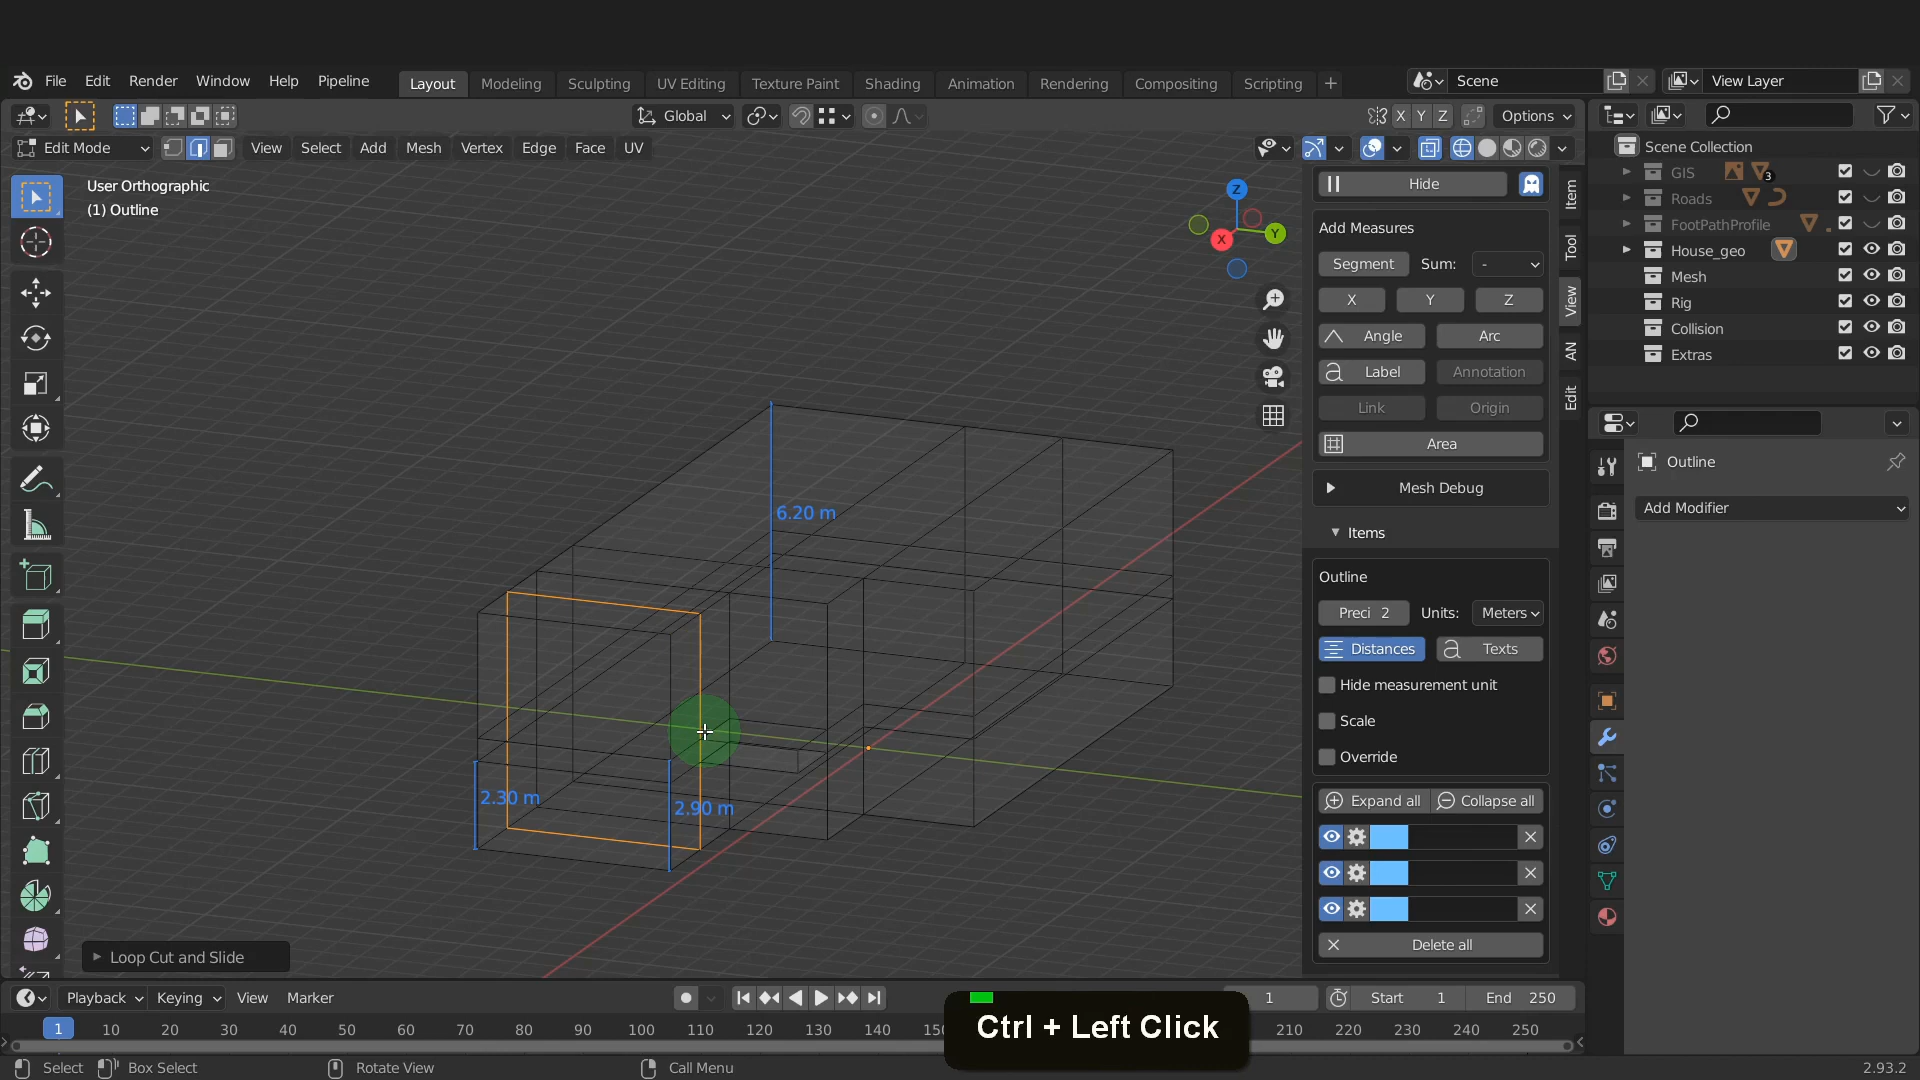 File Edit Render Window Help Pipeline Layout Modeling Sculpting UV Editing Texture Paint Shading Animation Rendering Compositing Scripting + Scene View Layer
Global X Y Z Options
Edit Mode View Select Add Mesh Vertex Edge Face UV
User Orthographic
(1) Outline
Z
X
Y
Hide
Add Measures
Segment Sum: -
X Y Z
Angle Arc
Label Annotation
Link Origin
Area
Mesh Debug
Items
Outline
Preci 2 Units: Meters
Distances Texts
Hide measurement unit
Scale
Override
Expand all Collapse all
Delete all
Item
Tool
View
AN
Edit
Scene Collection
GIS 3
Roads
FootPathProfile
House_geo
Mesh
Rig
Collision
Extras
Outline
Add Modifier
6.20 m
2.30 m
2.90 m
Loop Cut and Slide
Playback Keying View Marker 1 Start 1 End 250
1 10 20 30 40 50 60 70 80 90 100 110 120 130 140 210 220 230 240 250
Ctrl + Left Click
Select Box Select Rotate View Call Menu 2.93.2